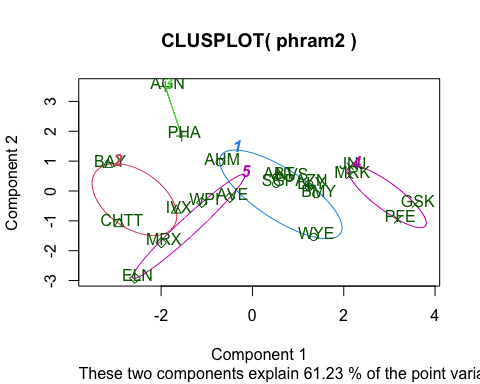 CLUSPLOT( phram2 )
AGN
3
PHA
1
AHM
5
BAY
2
4
JNJ
MRK
AVE
WPI
IVX
CHTT
MRX
ELN
BMY
WYE
GSK
PFE
Component 2
-3 -2 -1 0 1 2 3
-2 0 2 4
Component 1
These two components explain 61.23 % of the point varia